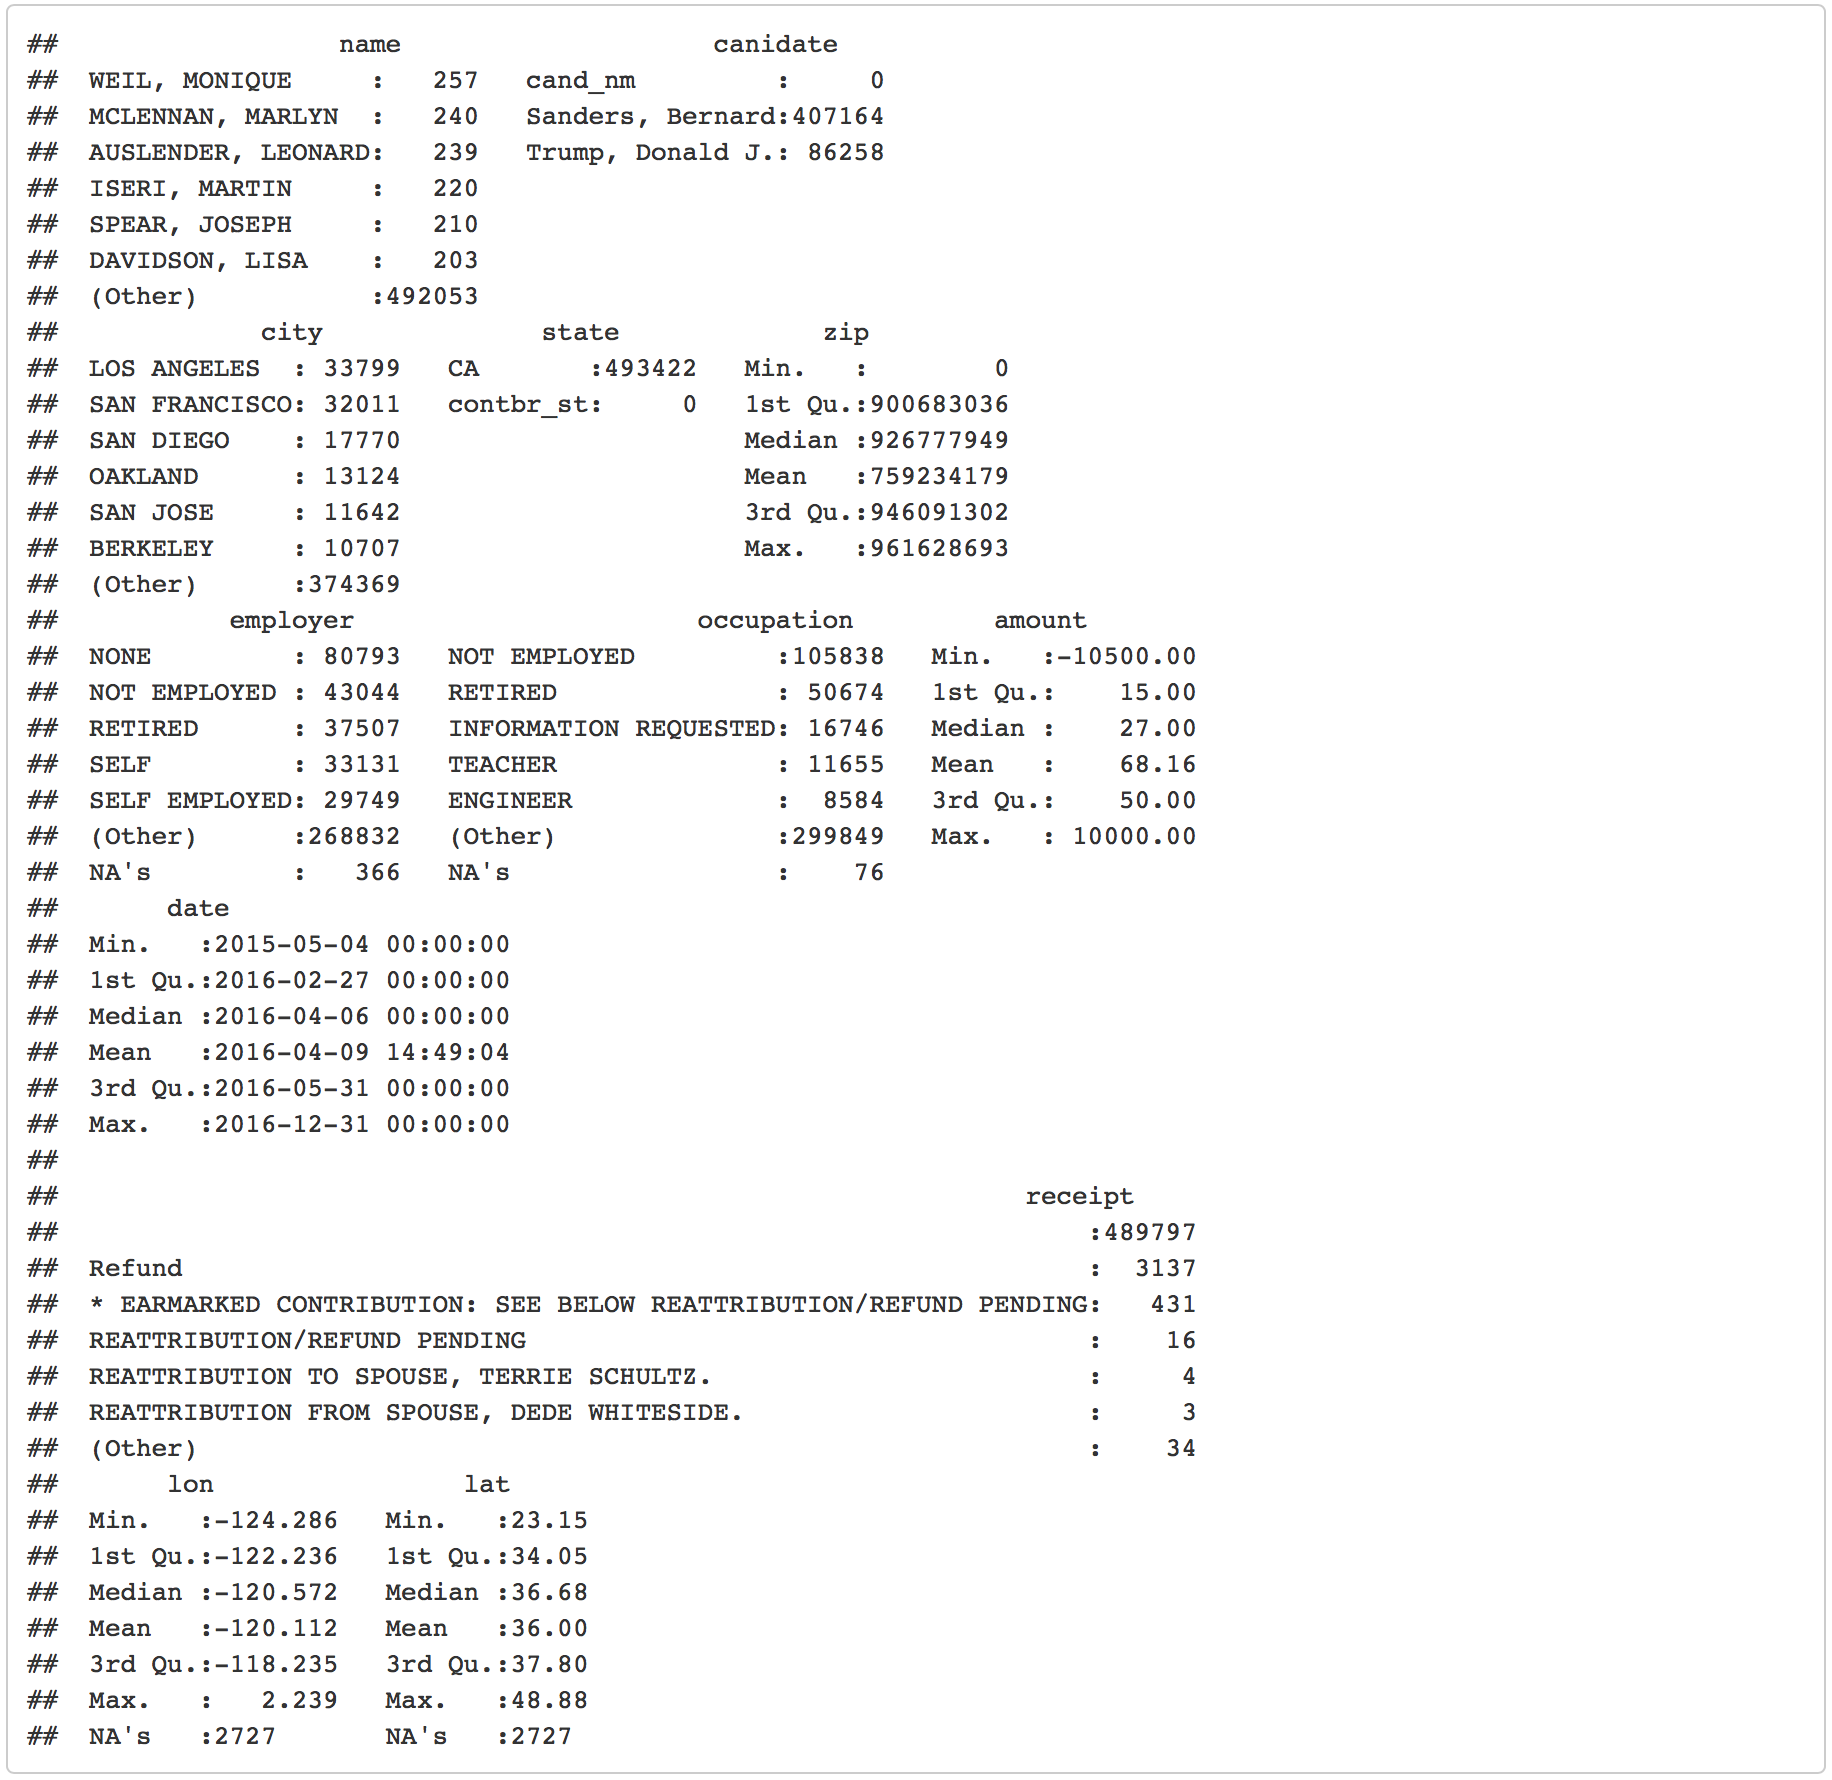 ##                  name                    canidate
##  WEIL, MONIQUE     :   257   cand_nm         :     0
##  MCLENNAN, MARLYN  :   240   Sanders, Bernard:407164
##  AUSLENDER, LEONARD:   239   Trump, Donald J.: 86258
##  ISERI, MARTIN     :   220
##  SPEAR, JOSEPH     :   210
##  DAVIDSON, LISA    :   203
##  (Other)           :492053
##             city              state             zip
##  LOS ANGELES  : 33799   CA       :493422   Min.   :        0
##  SAN FRANCISCO: 32011   contbr_st:     0   1st Qu.:900683036
##  SAN DIEGO    : 17770                      Median :926777949
##  OAKLAND      : 13124                      Mean   :759234179
##  SAN JOSE     : 11642                      3rd Qu.:946091302
##  BERKELEY     : 10707                      Max.   :961628693
##  (Other)      :374369
##           employer                      occupation         amount
##  NONE         : 80793   NOT EMPLOYED         :105838   Min.   :-10500.00
##  NOT EMPLOYED : 43044   RETIRED              : 50674   1st Qu.:    15.00
##  RETIRED      : 37507   INFORMATION REQUESTED: 16746   Median :    27.00
##  SELF         : 33131   TEACHER              : 11655   Mean   :    68.16
##  SELF EMPLOYED: 29749   ENGINEER             :  8584   3rd Qu.:    50.00
##  (Other)      :268832   (Other)              :299849   Max.   : 10000.00
##  NA's         :   366   NA's                 :    76
##       date
##  Min.   :2015-05-04 00:00:00
##  1st Qu.:2016-02-27 00:00:00
##  Median :2016-04-06 00:00:00
##  Mean   :2016-04-09 14:49:04
##  3rd Qu.:2016-05-31 00:00:00
##  Max.   :2016-12-31 00:00:00
##
##                                                              receipt
##                                                                  :489797
##  Refund                                                          :  3137
##  * EARMARKED CONTRIBUTION: SEE BELOW REATTRIBUTION/REFUND PENDING:   431
##  REATTRIBUTION/REFUND PENDING                                    :    16
##  REATTRIBUTION TO SPOUSE, TERRIE SCHULTZ.                        :     4
##  REATTRIBUTION FROM SPOUSE, DEDE WHITESIDE.                      :     3
##  (Other)                                                         :    34
##       lon                lat
##  Min.   :-124.286   Min.   :23.15
##  1st Qu.:-122.236   1st Qu.:34.05
##  Median :-120.572   Median :36.68
##  Mean   :-120.112   Mean   :36.00
##  3rd Qu.:-118.235   3rd Qu.:37.80
##  Max.   :   2.239   Max.   :48.88
##  NA's   :2727       NA's   :2727